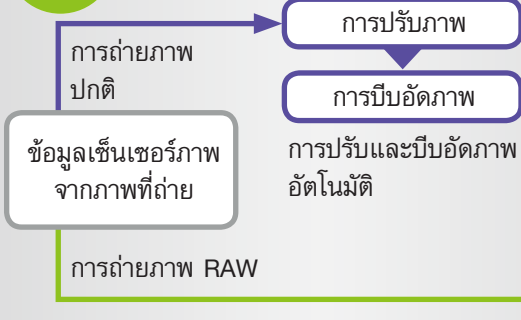 การปรับภาพ
การถ่ายภาพ
ปกติ
การบีบอัดภาพ
ข้อมูลเซ็นเซอร์ภาพ
จากภาพที่ถ่าย
การปรับและบีบอัดภาพ
อัตโนมัติ
การถ่ายภาพ RAW